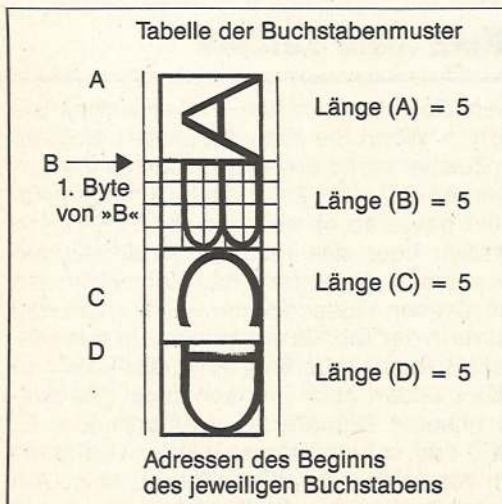 Tabelle der Buchstabenmuster
A
Länge (A) = 5
B
1. Byte
von »B«
Länge (B) = 5
C
Länge (C) = 5
D
Länge (D) = 5
A
B
C
D
Adressen des Beginns
des jeweiligen Buchstabens